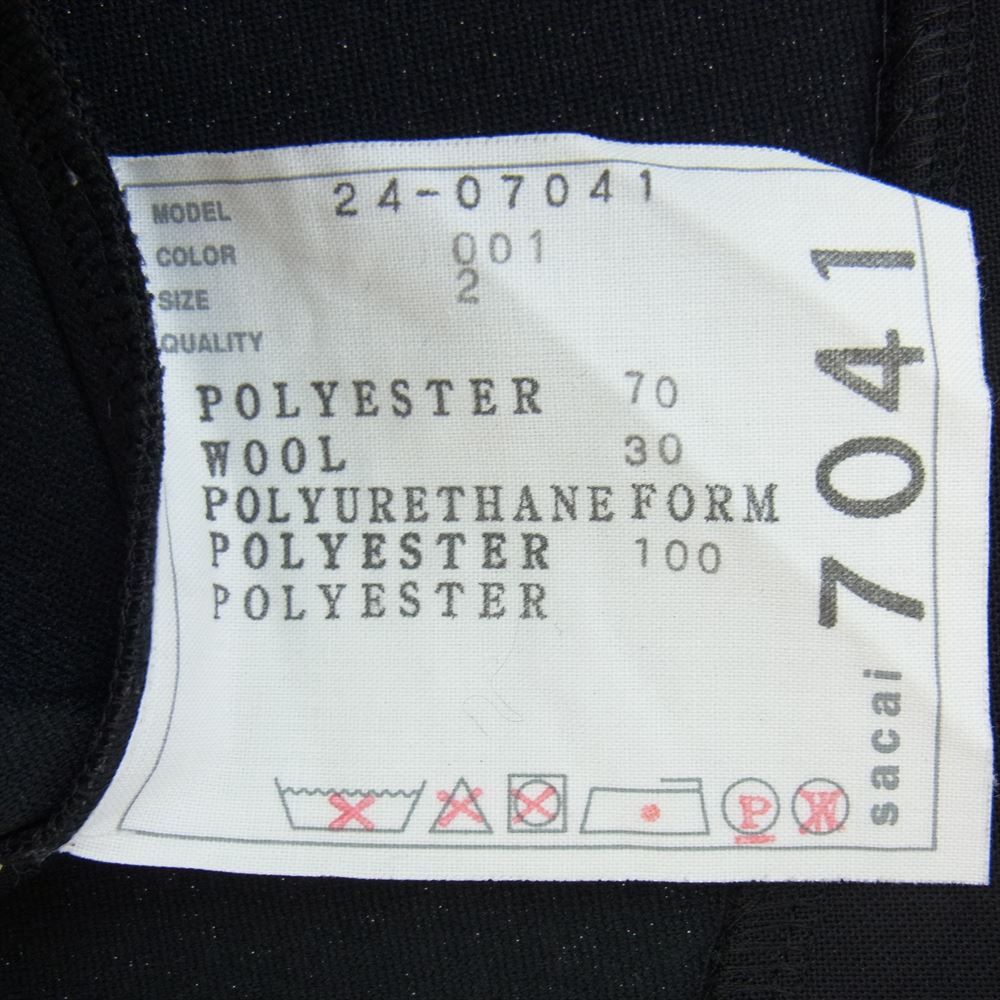 MODEL 24-07041
COLOR 001
SIZE 2
QUALITY
POLYESTER 70
WOOL 30
POLYURETHANE FORM
POLYESTER 100
POLYESTER
P
W
sacai 7041